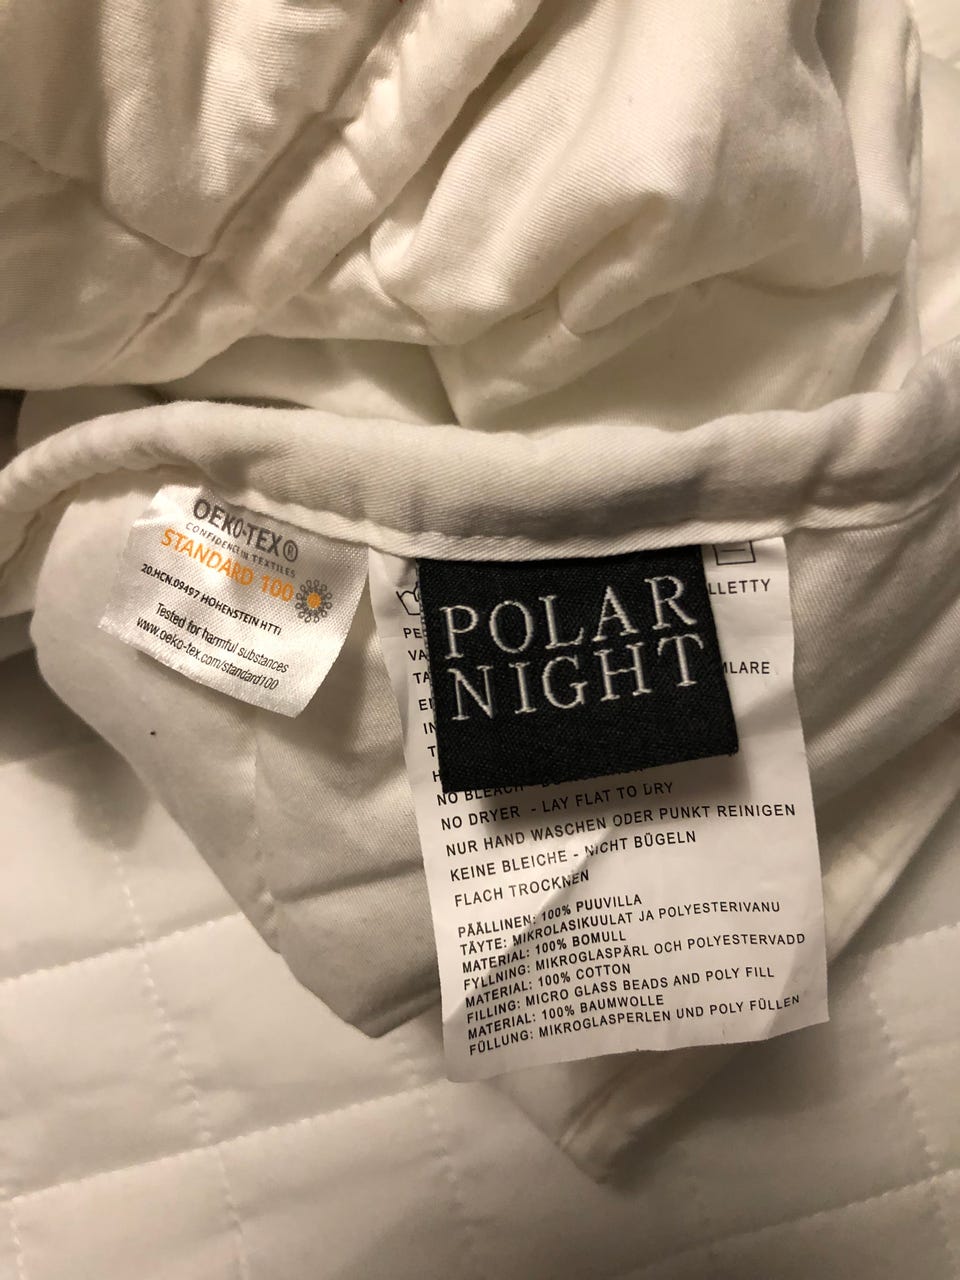 OEKO-TEX®
CONFIDENCE IN TEXTILES
STANDARD 100
20.HCN.09497 HOHENSTEIN HTTI
Tested for harmful substances
www.oeko-tex.com/standard100
POLAR
NIGHT
LLETTY
MLARE
NO BLEACH -
NO DRYER - LAY FLAT TO DRY
NUR HAND WASCHEN ODER PUNKT REINIGEN
KEINE BLEICHE - NICHT BÜGELN
FLACH TROCKNEN
PÄÄLLINEN: 100% PUUVILLA
TÄYTE: MIKROLASIKUULAT JA POLYESTERIVANU
MATERIAL: 100% BOMULL
FYLLNING: MIKROGLASPÄRL OCH POLYESTERVADD
MATERIAL: 100% COTTON
FILLING: MICRO GLASS BEADS AND POLY FILL
MATERIAL: 100% BAUMWOLLE
FÜLLUNG: MIKROGLASPERLEN UND POLY FÜLLEN